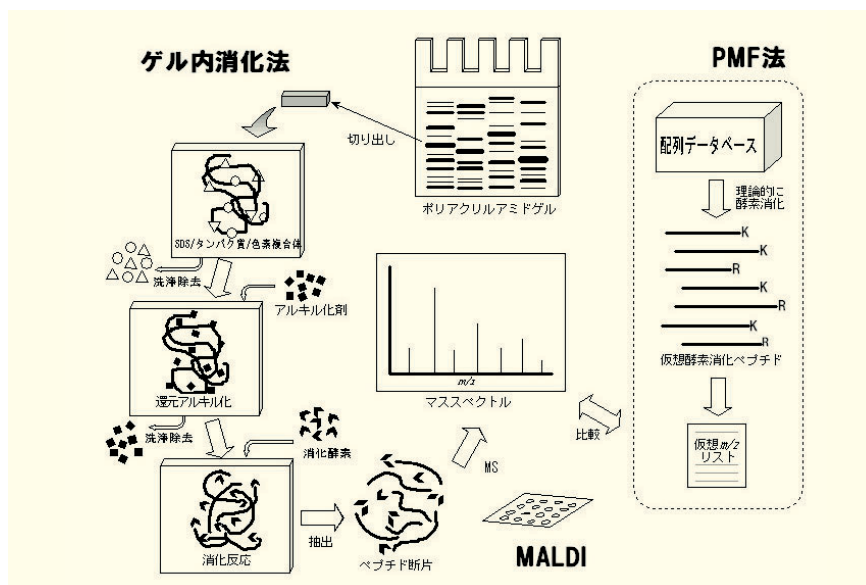 ゲル内消化法
PMF法
切り出し
ポリアクリルアミドゲル
SDS/タンパク質/色素複合体
洗浄除去
アルキル化剤
還元アルキル化
洗浄除去
消化酵素
消化反応
抽出
ペプチド断片
MS
MALDI
m/z
マススペクトル
比較
配列データベース
理論的に
酵素消化
K
K
R
K
R
K
R
仮想酵素消化ペプチド
仮想m/z
リスト